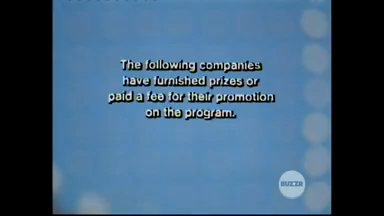 The following companies
have furnished prizes or
paid a fee for their promotion
on the program.
BUZZR